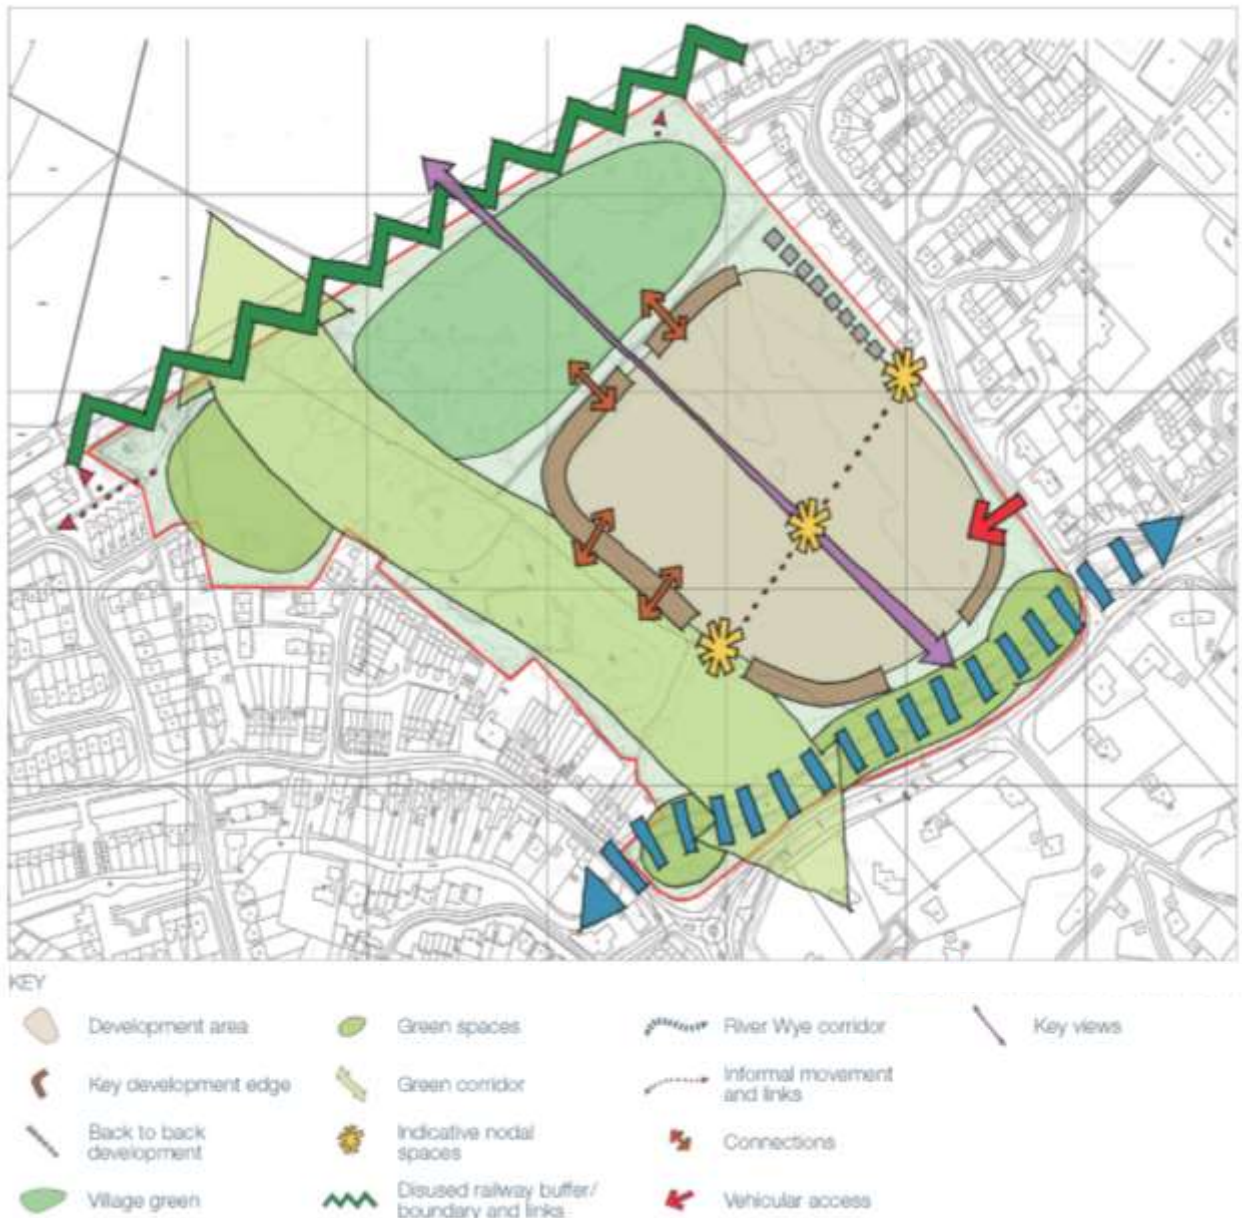 KEY
Development area
Key development edge
Back to back
development
Village green
Green spaces
Green corridor
Indicative nodal
spaces
Disused railway buffer/
boundary and links
River Wye corridor
Informal movement
and links
Connections
Vehicular access
Key views